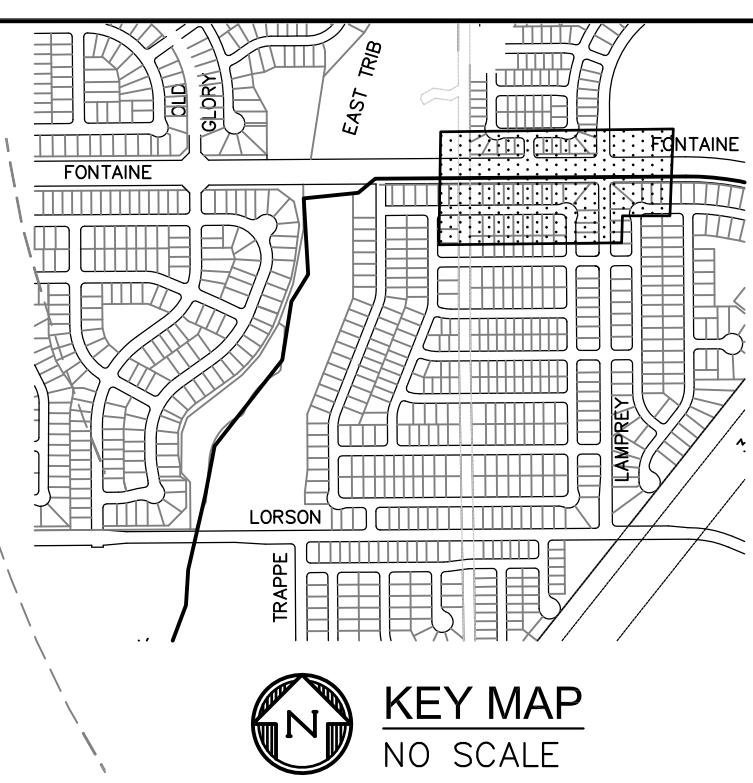 OLD
GLORY
EAST TRIB
FONTAINE
FONTAINE
LAMPREY
LORSON
TRAPPE
N
KEY MAP
NO SCALE